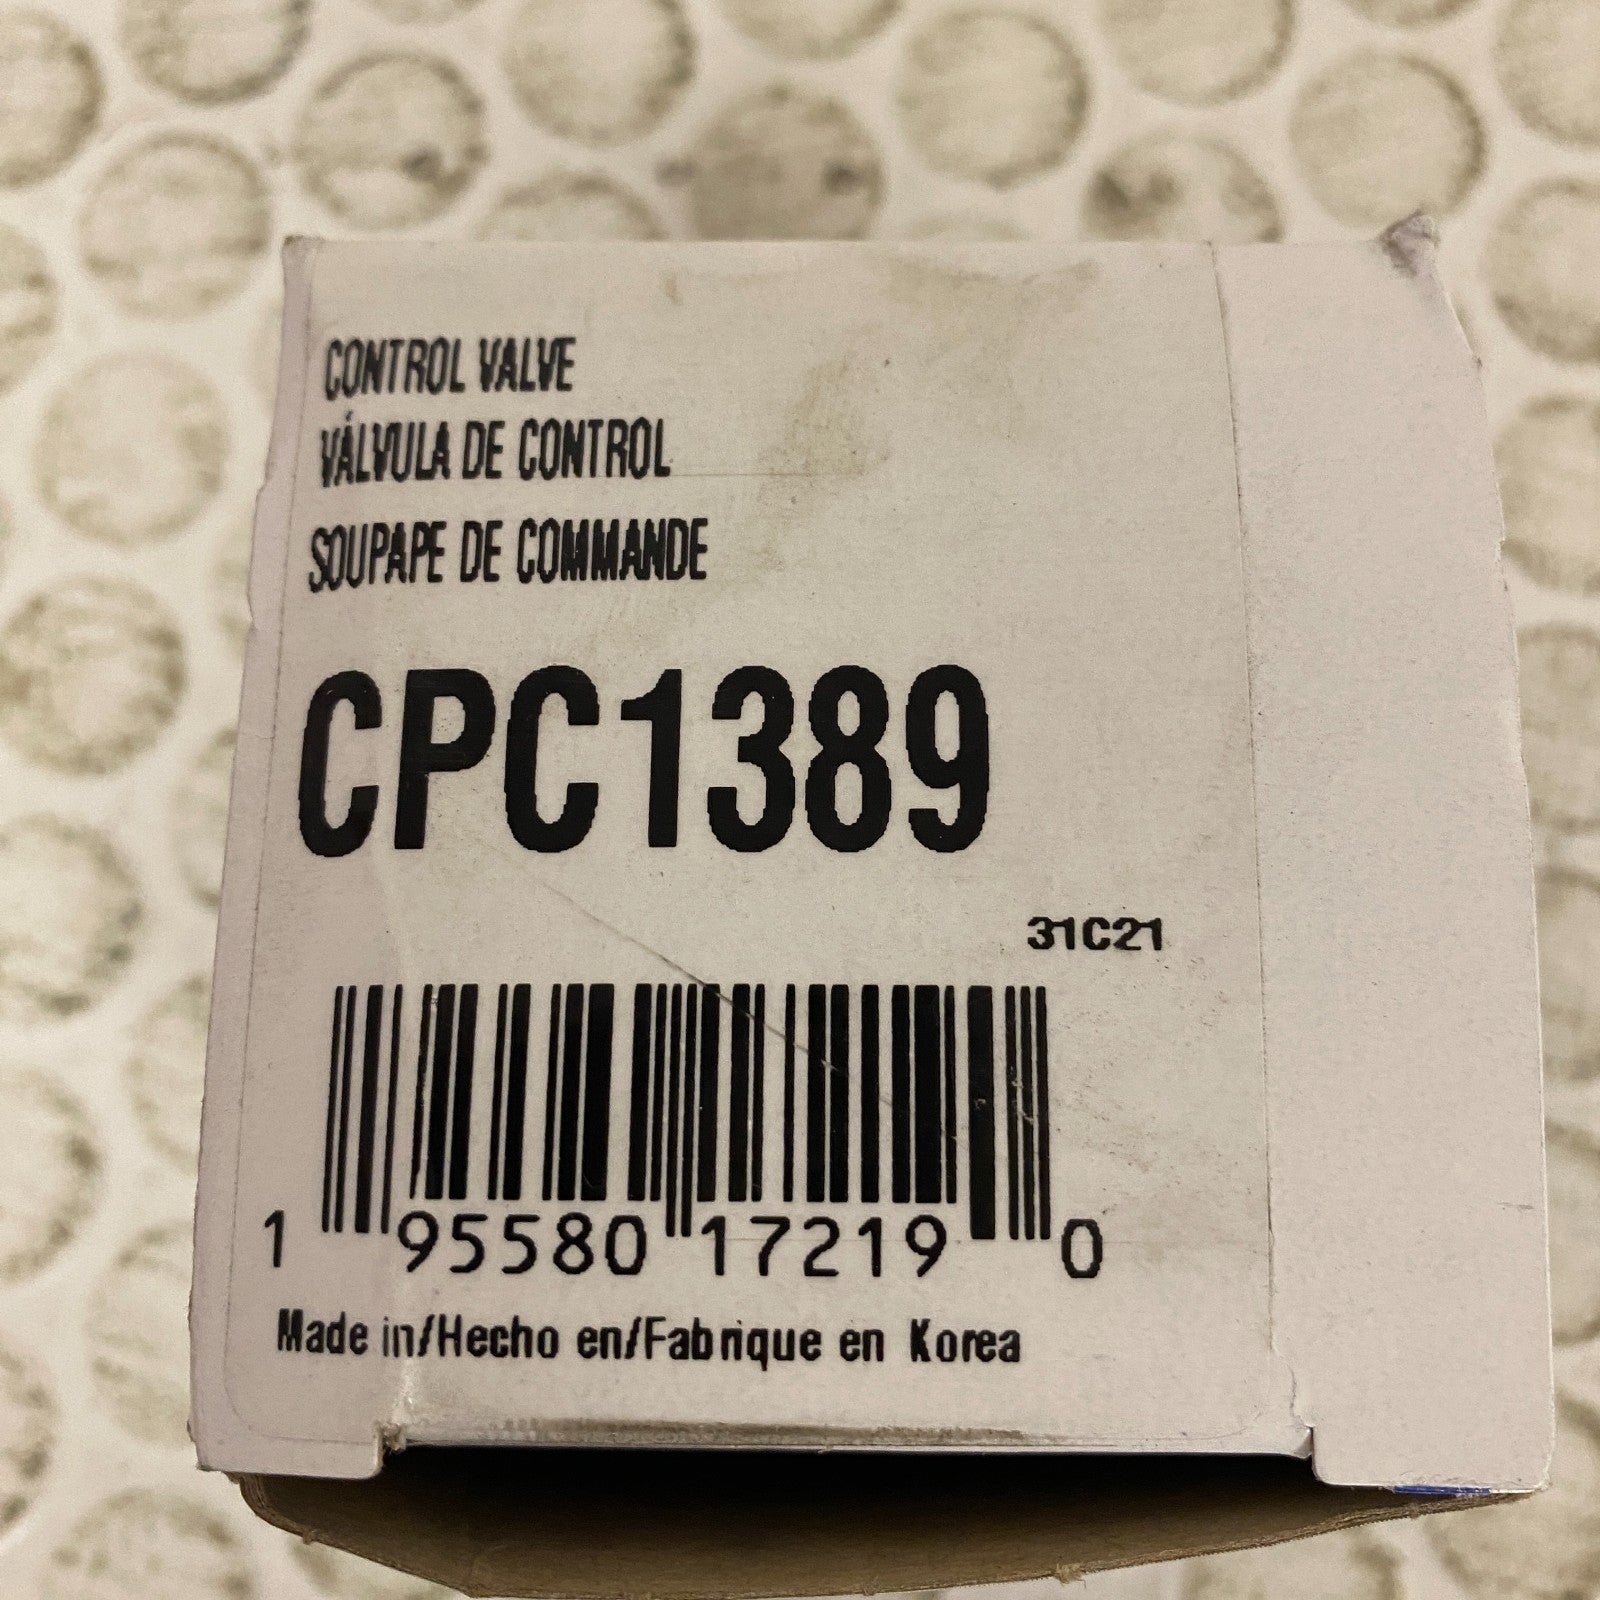 CONTROL VALVE
VÁLVULA DE CONTROL
SOUPAPE DE COMMANDE
CPC1389
31C21
1 95580 17219 0
Made in/Hecho en/Fabrique en Korea